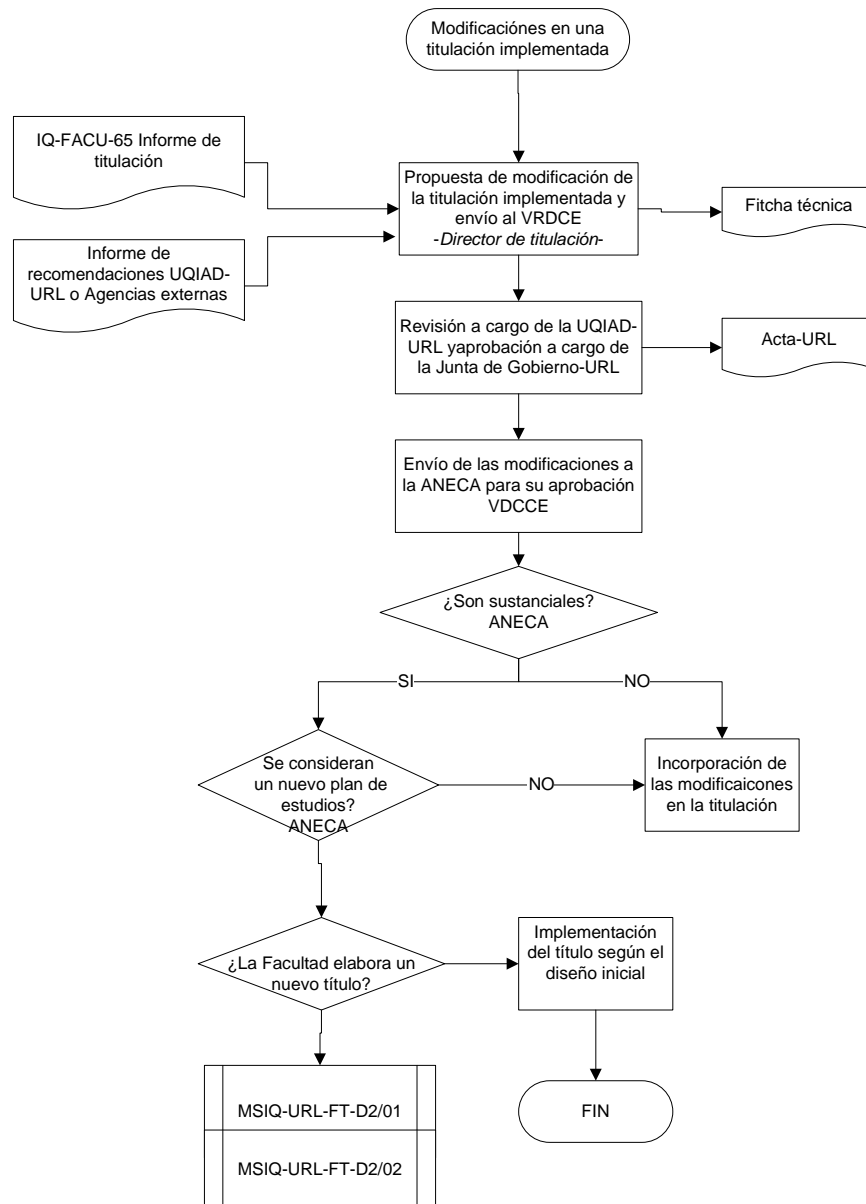 Modificaciónes en una
titulación implementada
IQ-FACU-65 Informe de
titulación
Propuesta de modificación de
la titulación implementada y
envío al VRDCE
-Director de titulación-
Fitcha técnica
Informe de
recomendaciones UQIAD-
URL o Agencias externas
Revisión a cargo de la UQIAD-
URL yaprobación a cargo de
la Junta de Gobierno-URL
Acta-URL
Envío de las modificaciones a
la ANECA para su aprobación
VDCCE
¿Son sustanciales?
ANECA
SI
NO
Se consideran
un nuevo plan de
estudios?
ANECA
NO
Incorporación de
las modificaicones
en la titulación
¿La Facultad elabora un
nuevo título?
Implementación
del título según el
diseño inicial
MSIQ-URL-FT-D2/01
FIN
MSIQ-URL-FT-D2/02